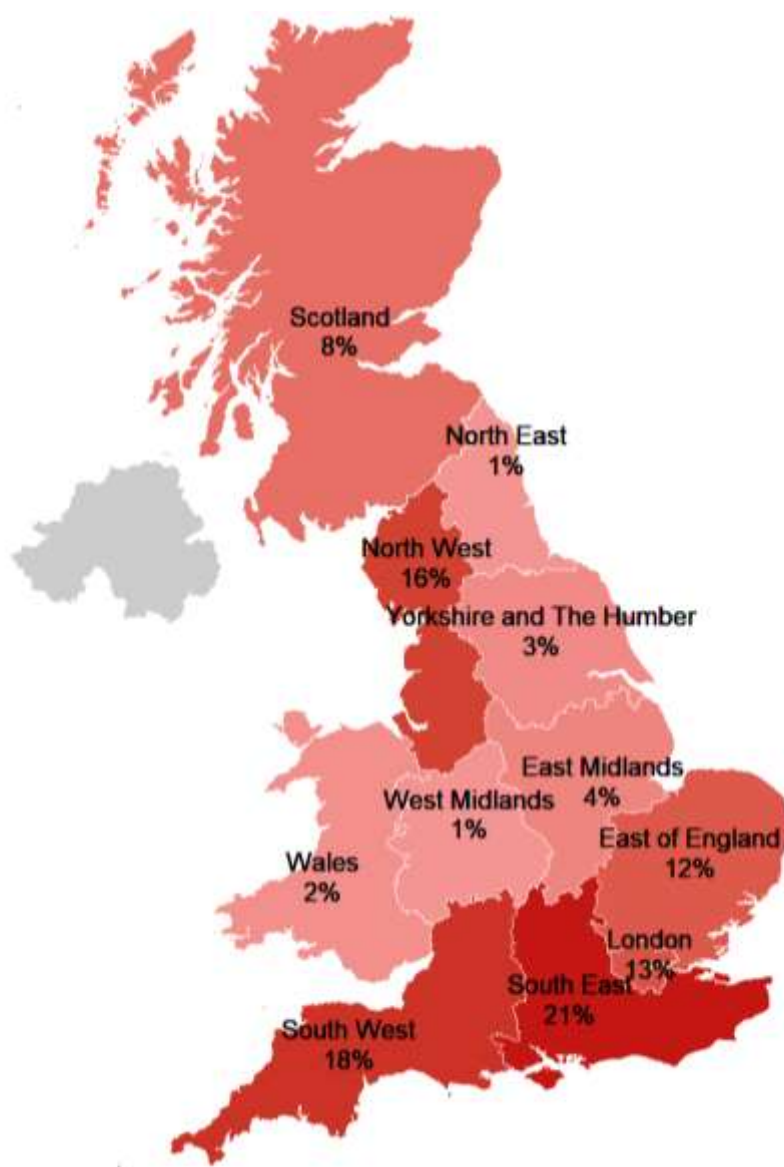 Scotland
8%
North East
1%
North West
16%
Yorkshire and The Humber
3%
East Midlands
4%
West Midlands
1%
East of England
12%
Wales
2%
London
13%
South East
21%
South West
18%